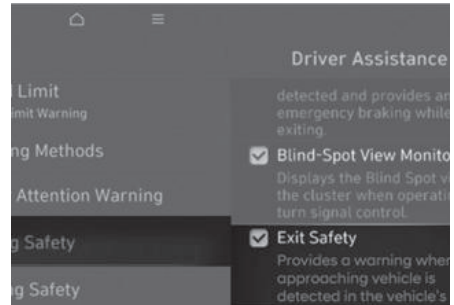 Driver Assistance
Limit
imit Warning
ng Methods
Attention Warning
g Safety
g Safety
detected and provides an
emergency braking while
exiting.
Blind-Spot View Monito
Displays the Blind Spot vi
the cluster when operatin
turn signal control.
Exit Safety
Provides a warning when
approaching vehicle is
detected in the vehicle's